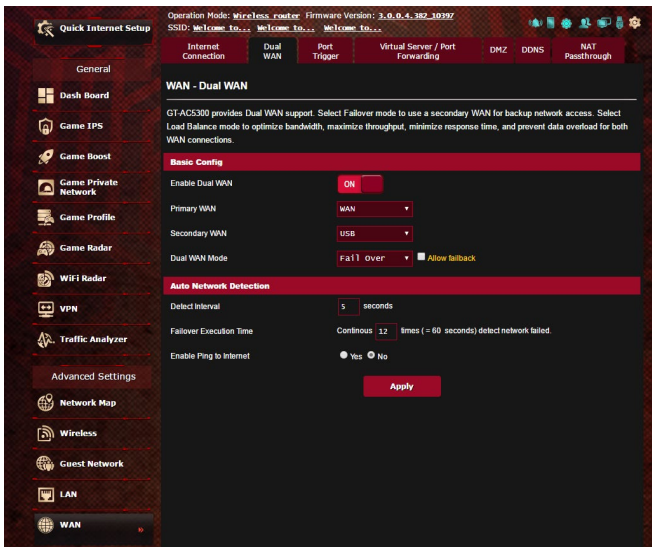 Quick Internet Setup
General
Dash Board
Game IPS
Game Boost
Game Private
Network
Game Profile
Game Radar
WiFi Radar
VPN
Traffic Analyzer
Advanced Settings
Network Map
Wireless
Guest Network
LAN
WAN
Operation Mode: Wireless router Firmware Version: 3.0.0.4.382_10397
SSID: Welcome to... Welcome to... Welcome to...
Internet
Connection
Dual
WAN
Port
Trigger
Virtual Server / Port
Forwarding
DMZ
DDNS
NAT
Passthrough
WAN - Dual WAN
GT-AC5300 provides Dual WAN support. Select Failover mode to use a secondary WAN for backup network access. Select
Load Balance mode to optimize bandwidth, maximize throughput, minimize response time, and prevent data overload for both
WAN connections.
Basic Config
Enable Dual WAN ON
Primary WAN WAN
Secondary WAN USB
Dual WAN Mode Fail Over Allow failback
Auto Network Detection
Detect Interval 5 seconds
Failover Execution Time Continous 12 times ( = 60 seconds) detect network failed.
Enable Ping to Internet Yes No
Apply